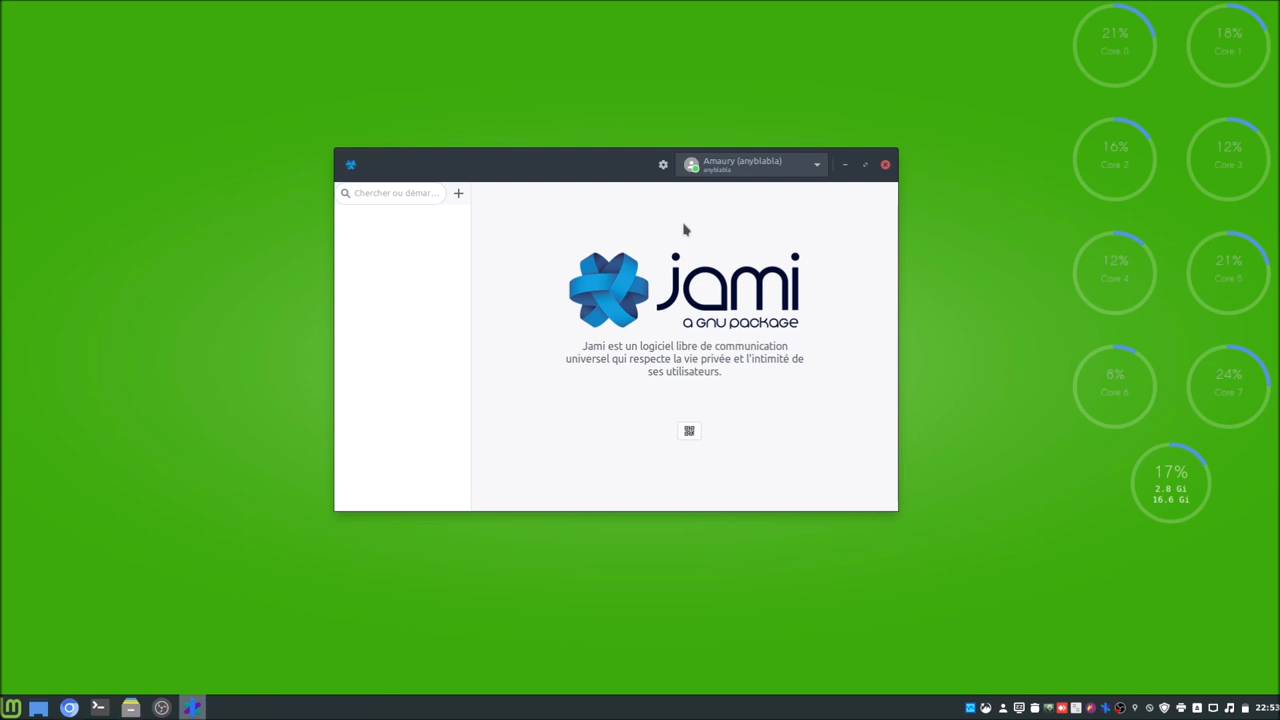 21%
Core 0
18%
Core 1
16%
Core 2
12%
Core 3
12%
Core 4
21%
Core 5
8%
Core 6
24%
Core 7
17%
2.8 Gi
16.6 Gi
Amaury (anyblabla)
anyblabla
Chercher ou démar...
jami
a GNU package
Jami est un logiciel libre de communication
universel qui respecte la vie privée et l'intimité de
ses utilisateurs.
22:53